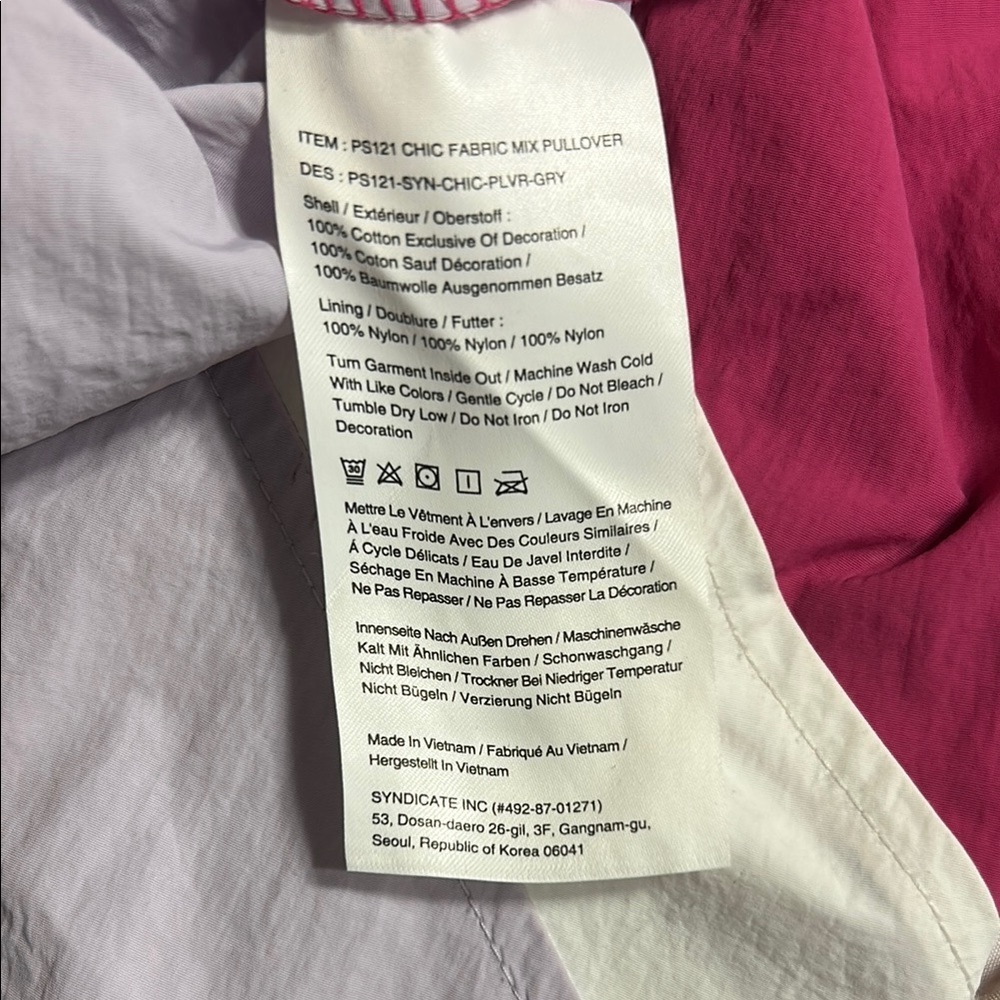 ITEM : PS121 CHIC FABRIC MIX PULLOVER
DES : PS121-SYN-CHIC-PLVR-GRY
Shell / Extérieur / Oberstoff :
100% Cotton Exclusive Of Decoration /
100% Coton Sauf Décoration /
100% Baumwolle Ausgenommen Besatz
Lining / Doublure / Futter :
100% Nylon / 100% Nylon / 100% Nylon
Turn Garment Inside Out / Machine Wash Cold
With Like Colors / Gentle Cycle / Do Not Bleach /
Tumble Dry Low / Do Not Iron / Do Not Iron
Decoration
30
Mettre Le Vêtment À L'envers / Lavage En Machine
À L'eau Froide Avec Des Couleurs Similaires /
Á Cycle Délicats / Eau De Javel Interdite /
Séchage En Machine À Basse Température /
Ne Pas Repasser / Ne Pas Repasser La Décoration
Innenseite Nach Außen Drehen / Maschinenwäsche
Kalt Mit Ähnlichen Farben / Schonwaschgang /
Nicht Bleichen / Trockner Bei Niedriger Temperatur
Nicht Bügeln / Verzierung Nicht Bügeln
Made In Vietnam / Fabriqué Au Vietnam /
Hergestellt In Vietnam
SYNDICATE INC (#492-87-01271)
53, Dosan-daero 26-gil, 3F, Gangnam-gu,
Seoul, Republic of Korea 06041